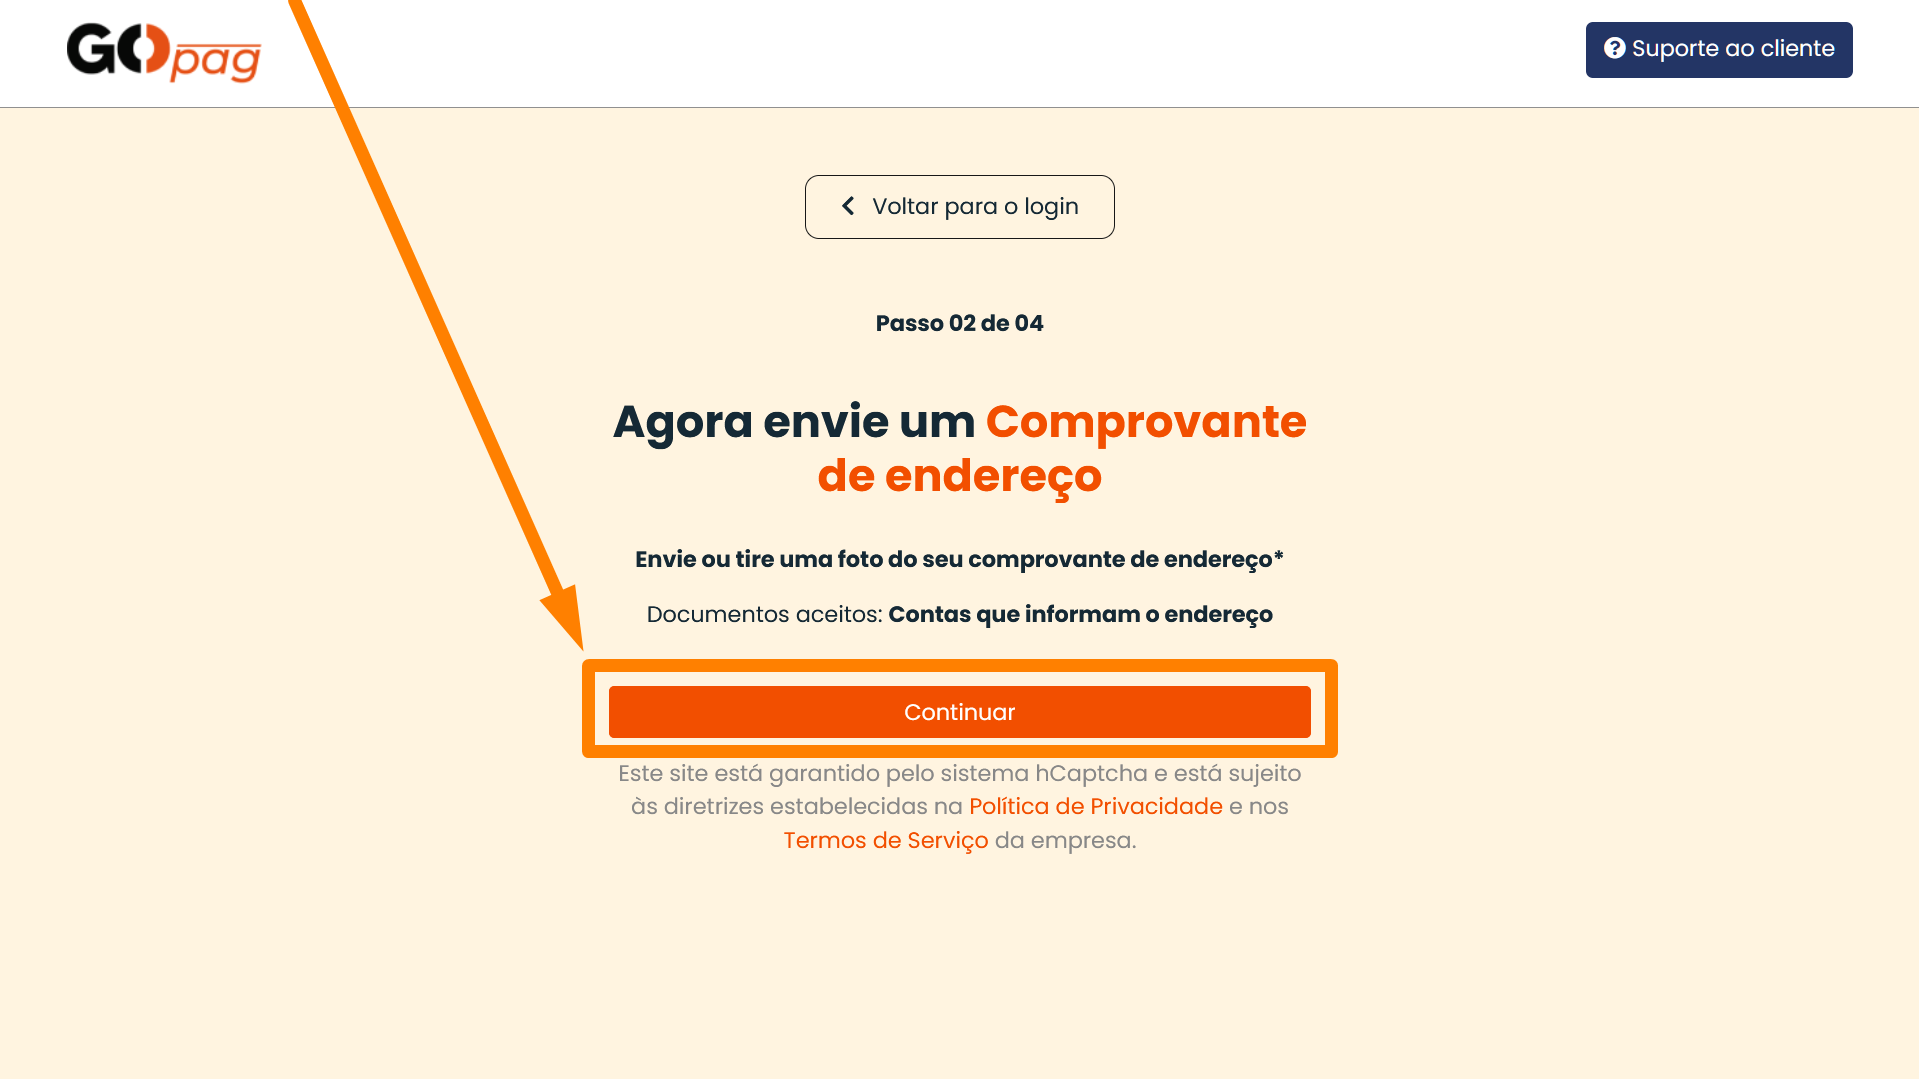 GOpag
Suporte ao cliente
Voltar para o login
Passo 02 de 04
Agora envie um Comprovante
de endereço
Envie ou tire uma foto do seu comprovante de endereço*
Documentos aceitos: Contas que informam o endereço
Continuar
Este site está garantido pelo sistema hCaptcha e está sujeito
às diretrizes estabelecidas na Política de Privacidade e nos
Termos de Serviço da empresa.